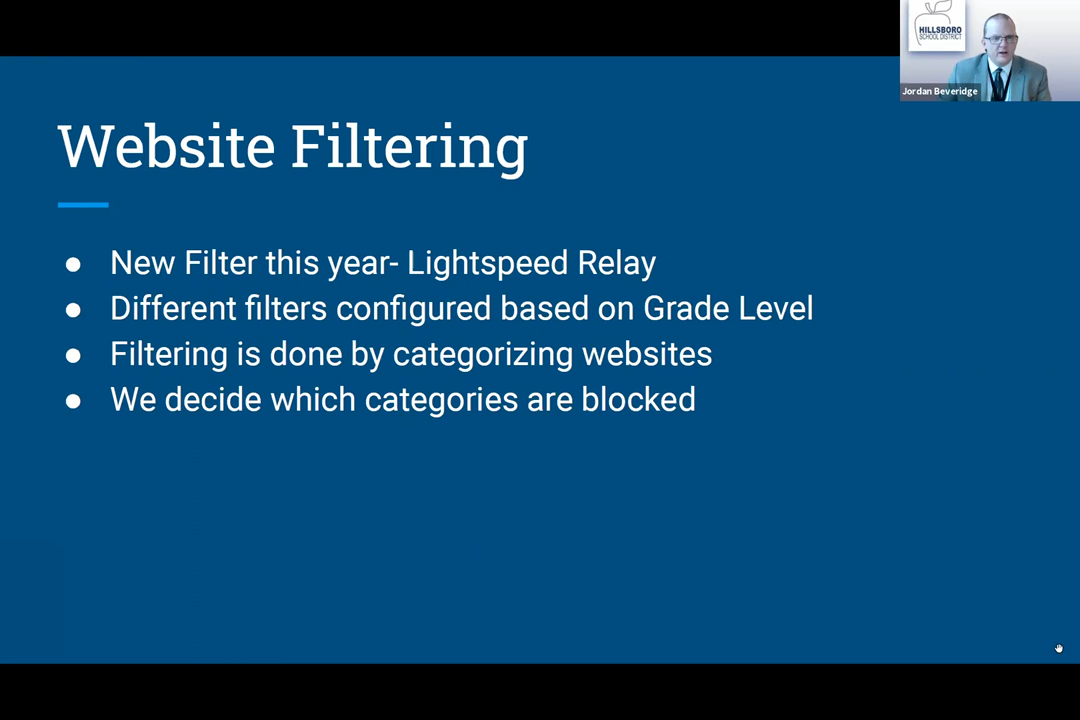 HILLSBORO
SCHOOL DISTRICT
Jordan Beveridge
Website Filtering
● New Filter this year- Lightspeed Relay
● Different filters configured based on Grade Level
● Filtering is done by categorizing websites
● We decide which categories are blocked